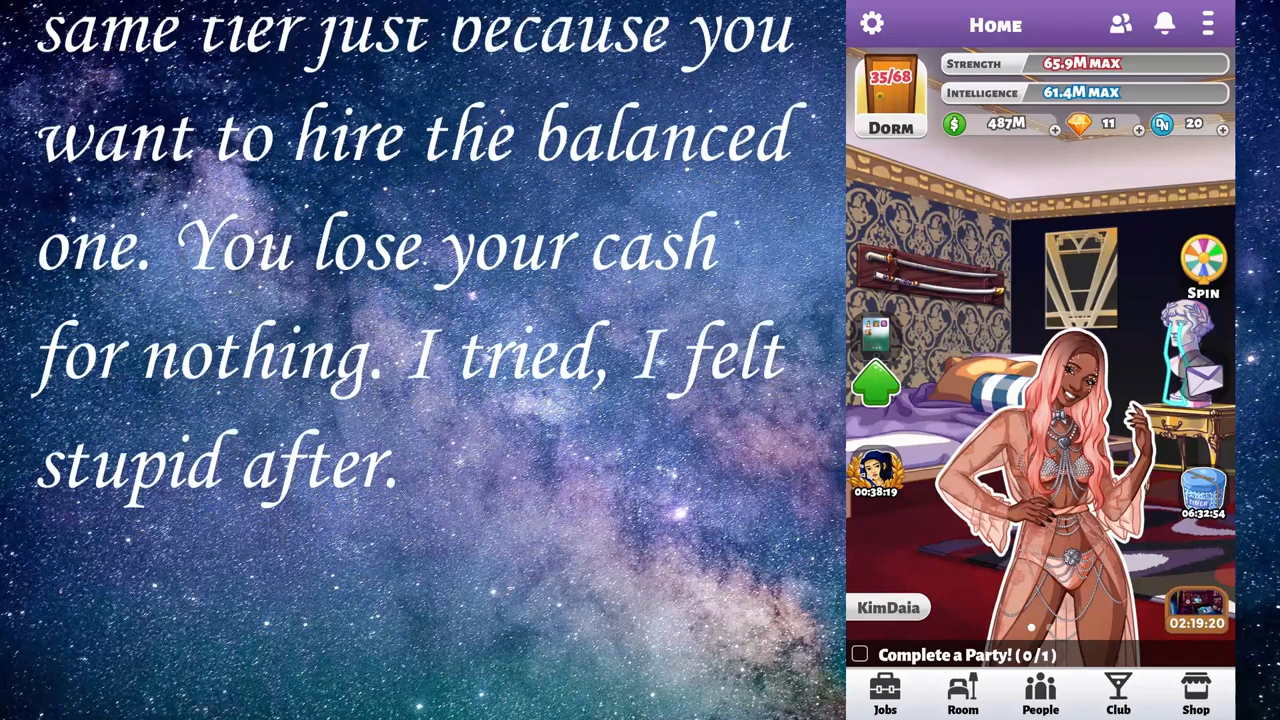 same tier just because you
want to hire the balanced
one. You lose your cash
for nothing. I tried, I felt
stupid after.
Home
35/68
Dorm
Strength 65.9M MAX
Intelligence 61.4M MAX
487M 11 DN 20
Spin
00:38:19
06:32:54
KimDaia
02:19:20
Complete a Party! (0/1)
Jobs Room People Club Shop